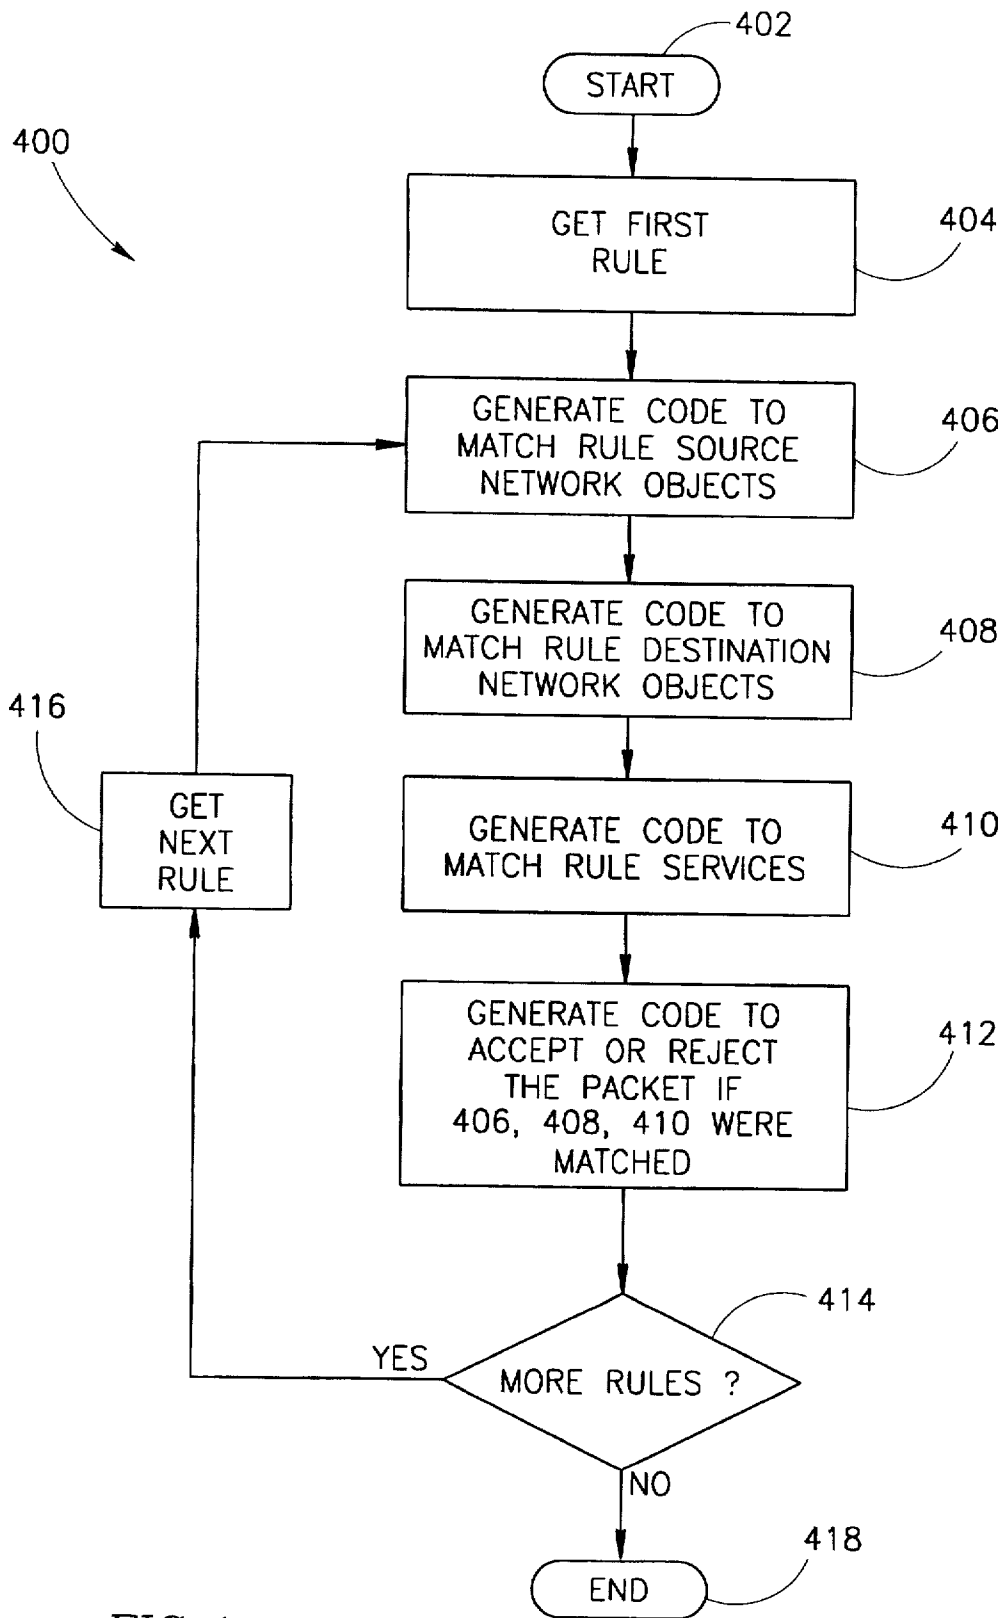 402
START
400
GET FIRST
RULE
404
GENERATE CODE TO
MATCH RULE SOURCE
NETWORK OBJECTS
406
GENERATE CODE TO
MATCH RULE DESTINATION
NETWORK OBJECTS
408
416
GET
NEXT
RULE
GENERATE CODE TO
MATCH RULE SERVICES
410
GENERATE CODE TO
ACCEPT OR REJECT
THE PACKET IF
406, 408, 410 WERE
MATCHED
412
414
YES
MORE RULES ?
NO
418
END